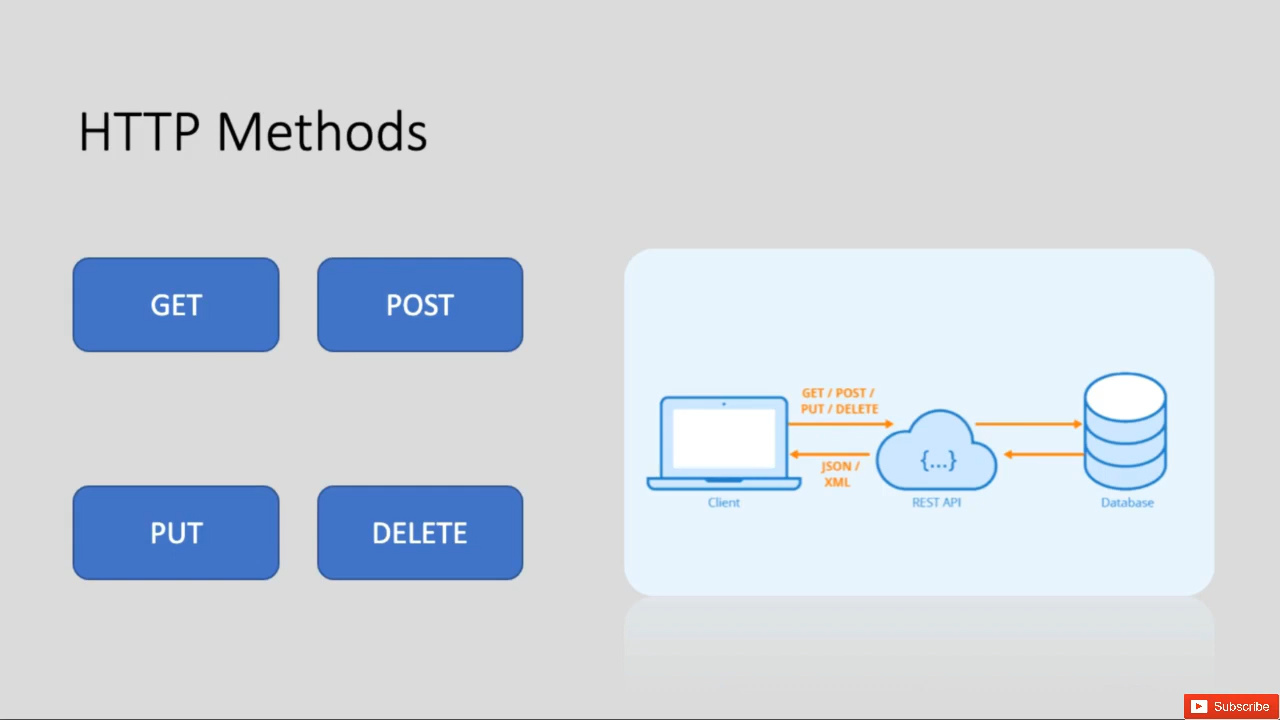 HTTP Methods
GET
POST
PUT
DELETE
GET / POST /
PUT / DELETE
{...}
JSON /
XML
Client
REST API
Database
Subscribe